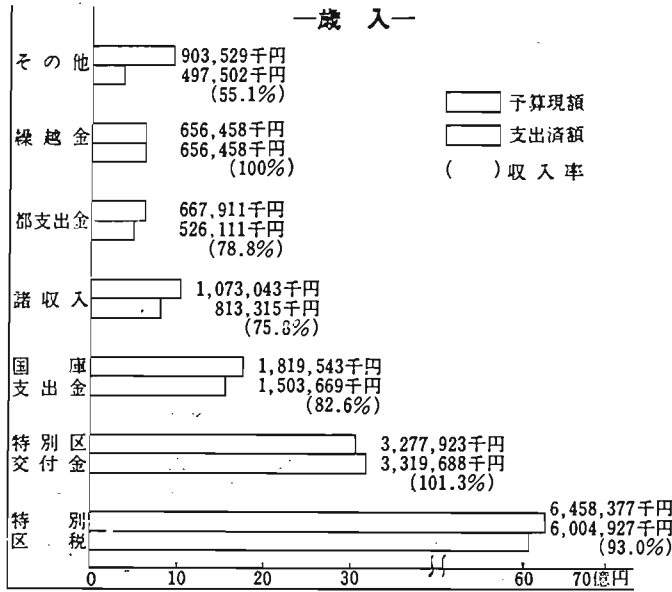 ―歳 入―
その他
903,529千円
497,502千円
(55.1%)
子算現額
支出済額
( )収入率
繰越金
656,458千円
656,458千円
(100%)
都支出金
667,911千円
526,111千円
(78.8%)
諸収入
1,073,043千円
813,315千円
(75.8%)
国庫
支出金
1,819,543千円
1,503,669千円
(82.6%)
特別区
交付金
3,277,923千円
3,319,688千円
(101.3%)
特別
区税
6,458,377千円
6,004,927千円
(93.0%)
0 10 20 30 60 70億円